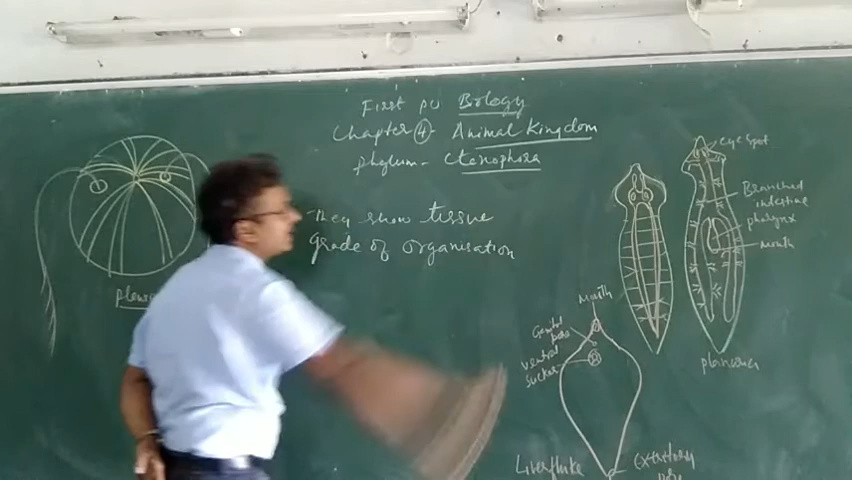 First PU Biology
Chapter 4- Animal Kingdom
phylum- Ctenophora
They show tissue
grade of organisation
eye spot
Branched
intestine
pharynx
mouth
planaria
Mouth
Genital
pore
ventral
sucker
Liverfluke
Excretory
pore